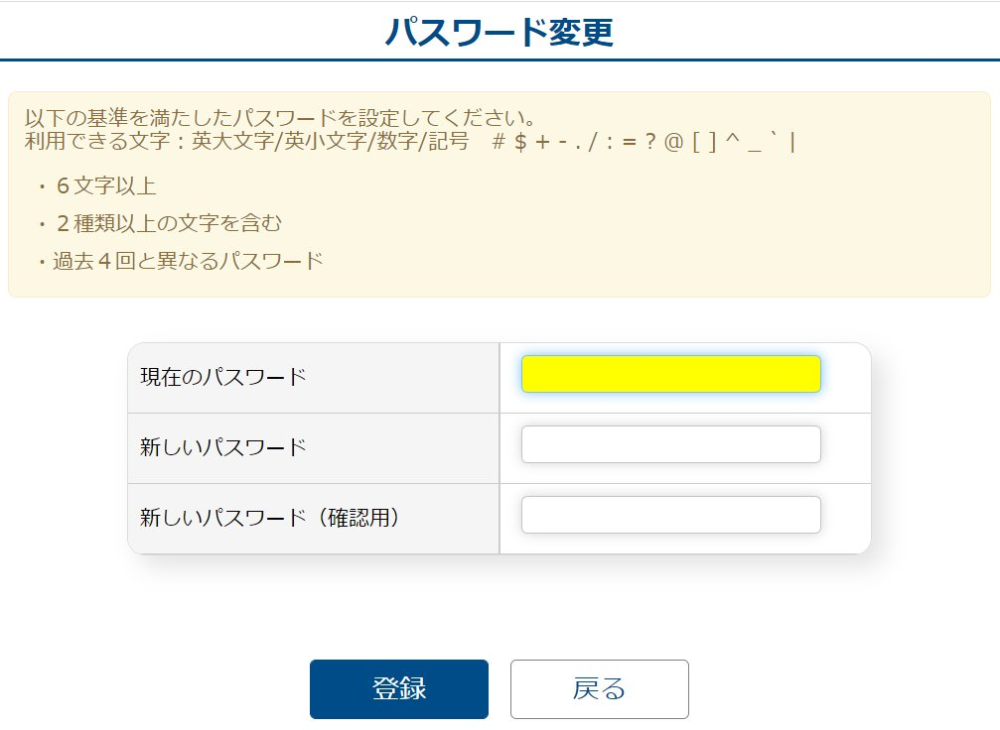 パスワード変更
以下の基準を満たしたパスワードを設定してください。
利用できる文字：英大文字/英小文字/数字/記号　# $ + - . / : = ? @ [ ] ^ _ ` |
・６文字以上
・２種類以上の文字を含む
・過去４回と異なるパスワード
現在のパスワード
新しいパスワード
新しいパスワード（確認用）
登録
戻る